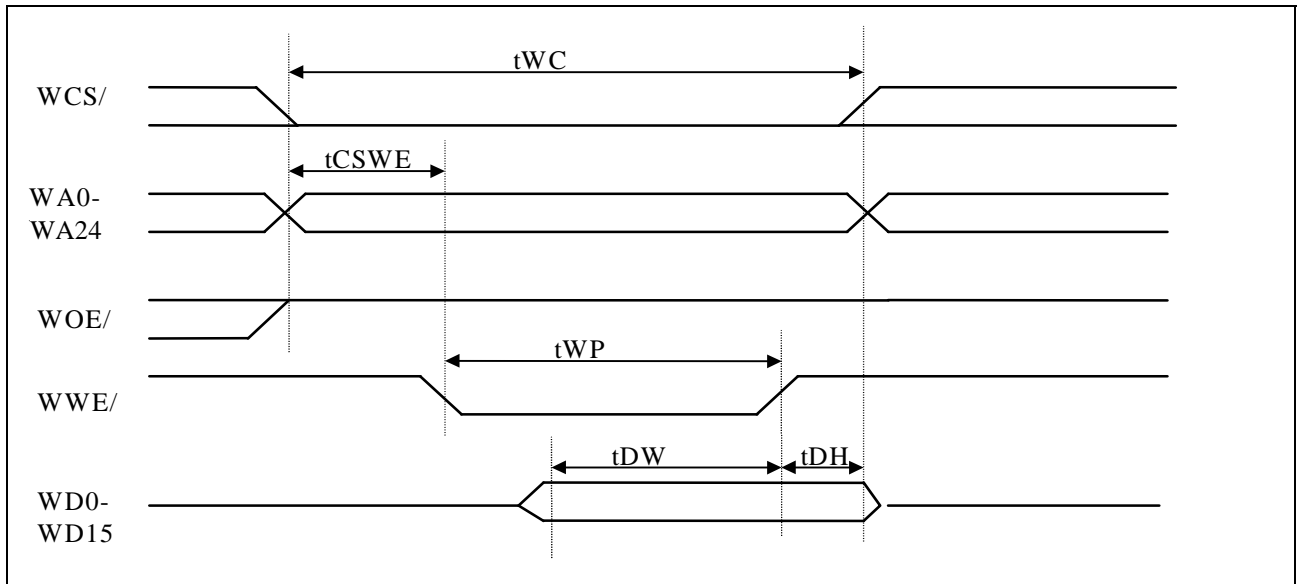 tWC
WCS/
tCSWE
WA0-
WA24
WOE/
tWP
WWE/
tDW
tDH
WD0-
WD15